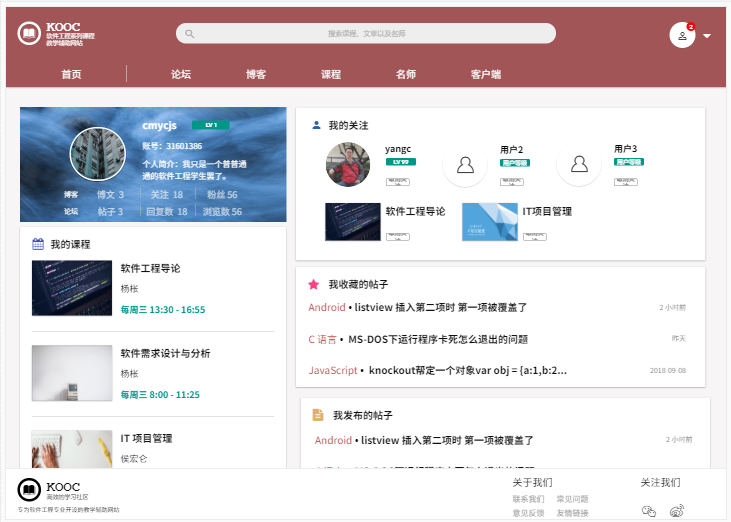 KOOC
软件工程系列课程
教学辅助网站
搜索课程、文章以及名师
2
首页 论坛 博客 课程 名师 客户端
cmycjs LV 1
账号：31601386
个人简介：我只是一个普普通
通的软件工程学生罢了。
博客 博文 3 关注 18 粉丝 56
论坛 帖子 3 回复数 18 浏览数 56
我的课程
软件工程导论
杨枨
每周三 13:30 - 16:55
软件需求设计与分析
杨枨
每周三 8:00 - 11:25
IT 项目管理
侯宏仑
我的关注
yangc
LV 99
用户2
用户等级
用户3
用户等级
软件工程导论
IT项目管理
我收藏的帖子
Android • listview 插入第二项时 第一项被覆盖了 2 小时前
C 语言 • MS-DOS下运行程序卡死怎么退出的问题 昨天
JavaScript • knockout帮定一个对象var obj = {a:1,b:2... 2018-09-08
我发布的帖子
Android • listview 插入第二项时 第一项被覆盖了 2 小时前
KOOC
高效的学习社区
专为软件工程专业开设的教学辅助网站
关于我们
联系我们 常见问题
意见反馈 友情链接
关注我们